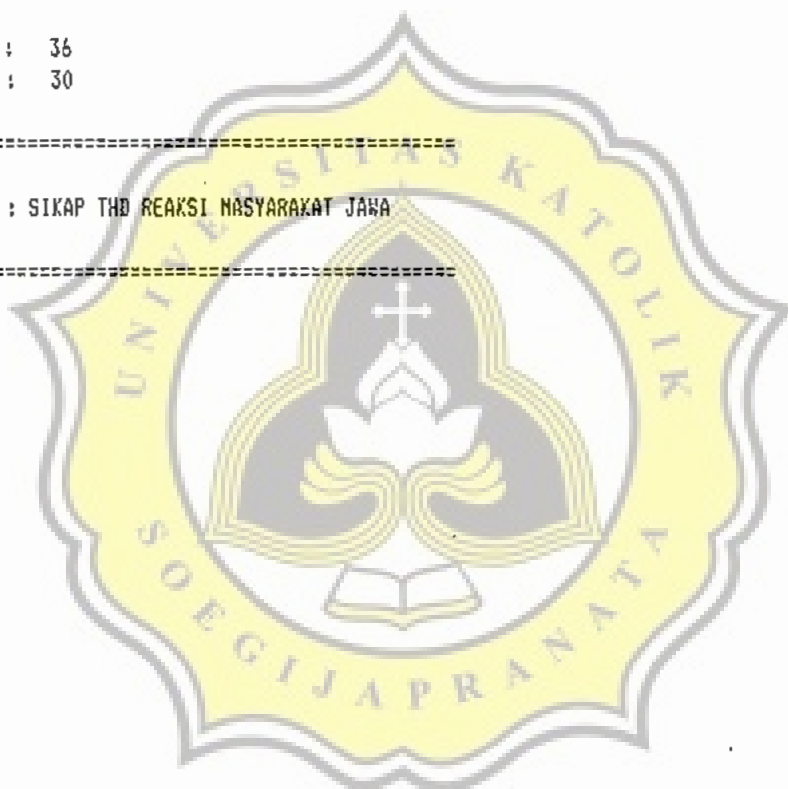 : 36
: 30
=============================================
: SIKAP THD REAKSI MASYARAKAT JAWA
=============================================
UNIVERSITAS KATOLIK
SOEGIJAPRANATA